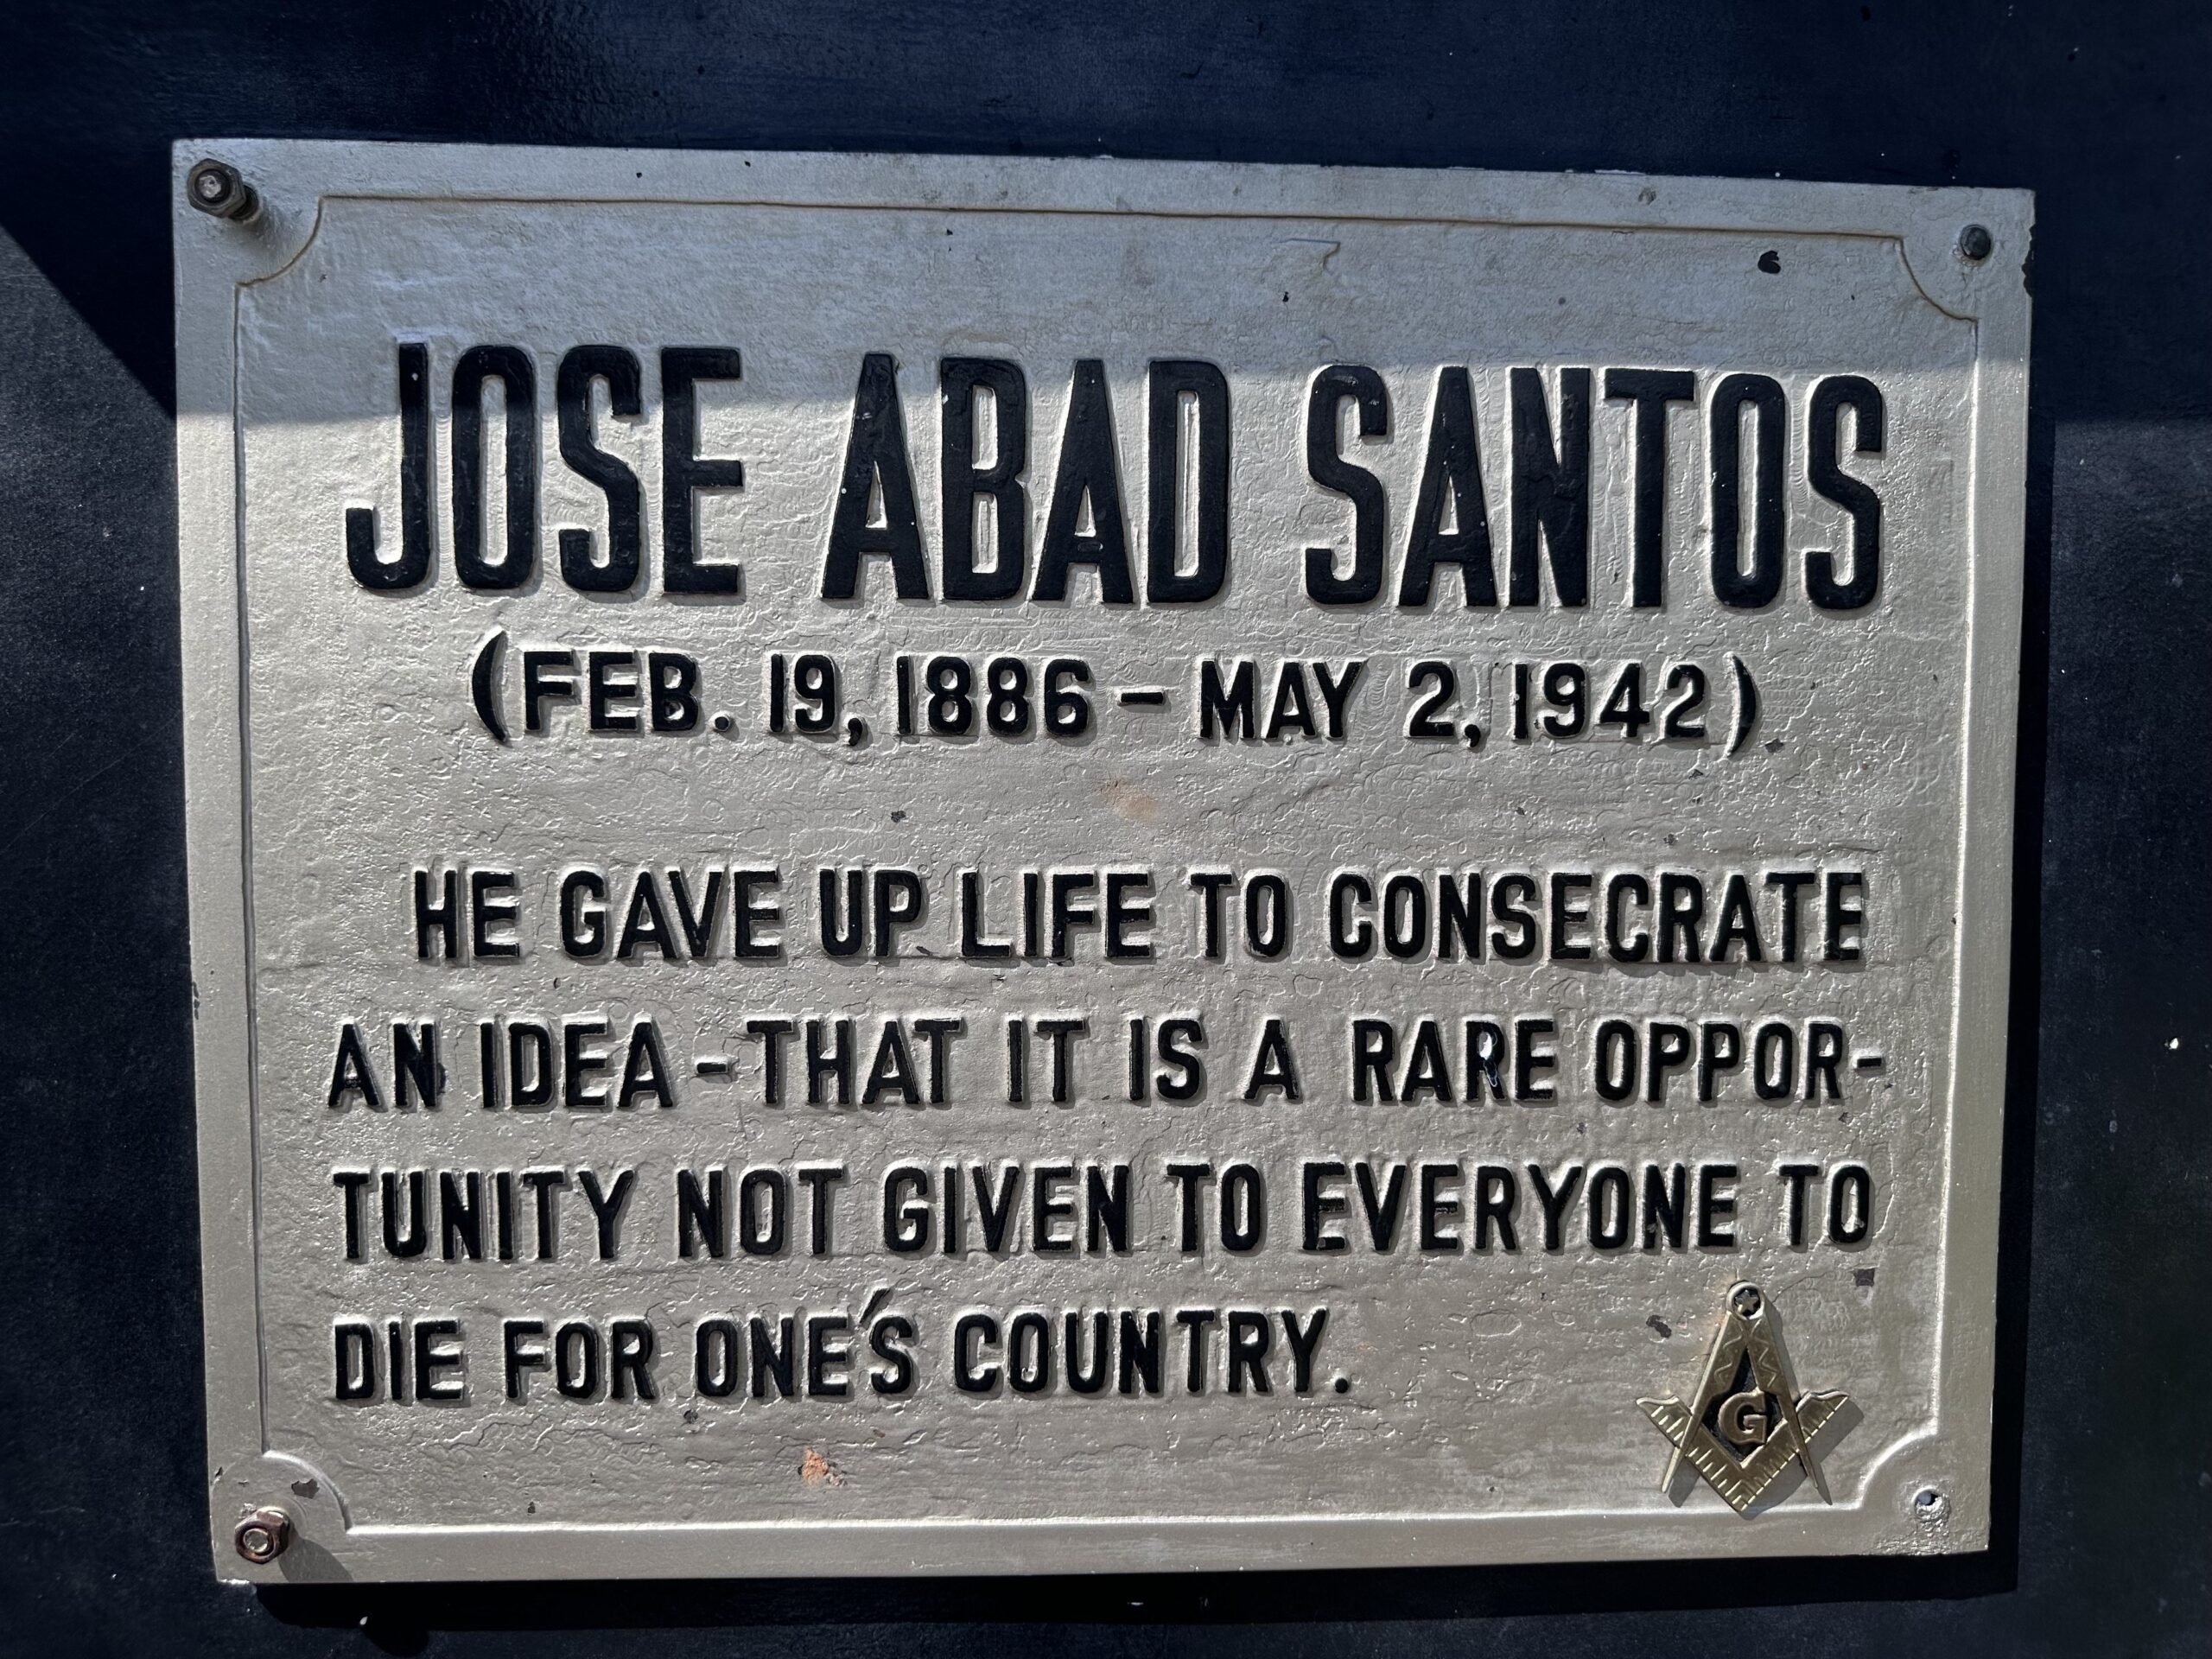 JOSE ABAD SANTOS
(FEB. 19, 1886 - MAY 2, 1942)
HE GAVE UP LIFE TO CONSECRATE
AN IDEA - THAT IT IS A RARE OPPOR-
TUNITY NOT GIVEN TO EVERYONE TO
DIE FOR ONE'S COUNTRY.
G